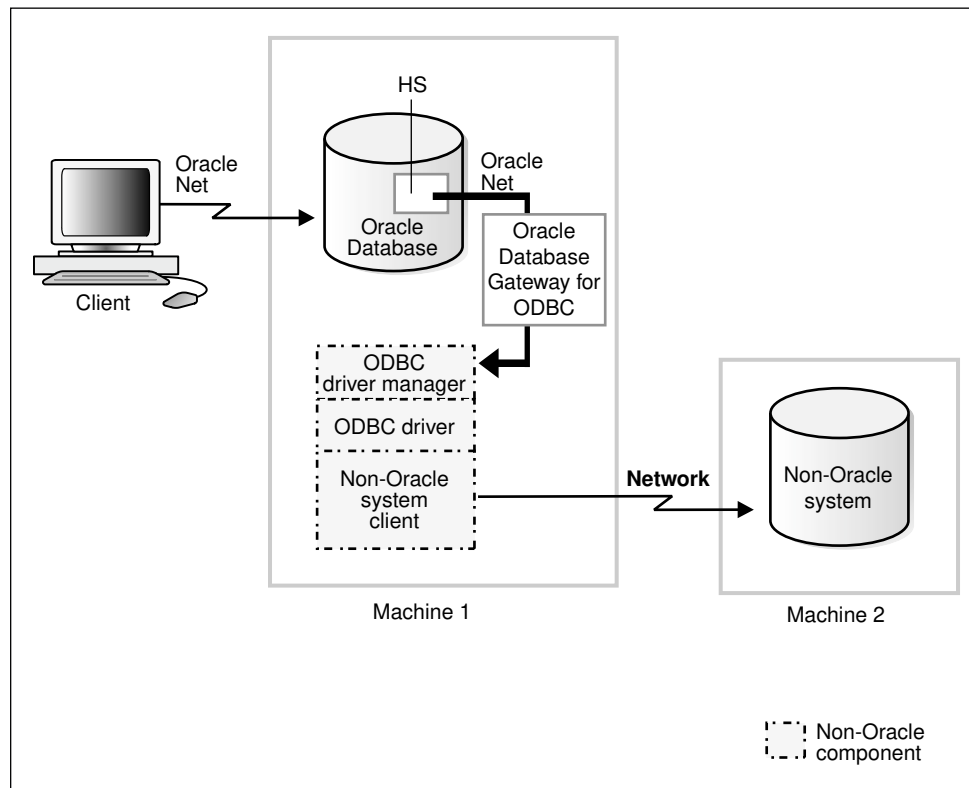 HS
Oracle
Net
Oracle
Database
Oracle
Net
Oracle
Database
Gateway for
ODBC
Client
ODBC
driver manager
ODBC driver
Non-Oracle
system
client
Network
Non-Oracle
system
Machine 1
Machine 2
Non-Oracle
component